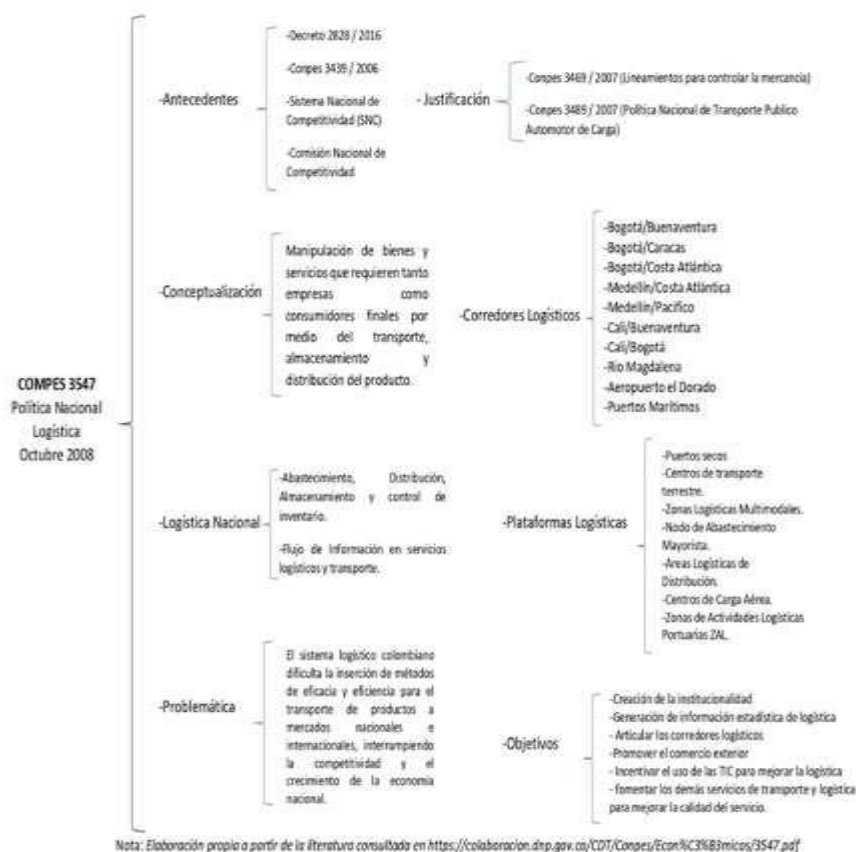 COMPES 3547
Política Nacional
Logística
Octubre 2008
-Antecedentes
-Decreto 2828 / 2016
-Conpes 3439 / 2006
-Sistema Nacional de
Competitividad (SNC)
-Comisión Nacional de
Competitividad
- Justificación
-Conpes 3469 / 2007 (Lineamientos para controlar la mercancia)
-Conpes 3489 / 2007 (Política Nacional de Transporte Publico
Automotor de Carga)
-Conceptualización
Manipulación de bienes y
servicios que requieren tanto
empresas como
consumidores finales por
medio del transporte,
almacenamiento y
distribución del producto.
-Corredores Logísticos
-Bogotá/Buenaventura
-Bogotá/Caracas
-Bogotá/Costa Atlántica
-Medellín/Costa Atlántica
-Medellín/Pacifico
-Cali/Buenaventura
-Cali/Bogotá
-Rio Magdalena
-Aeropuerto el Dorado
-Puertos Marítimos
-Logística Nacional
-Abastecimiento, Distribución,
Almacenamiento y control de
inventario.
-Flujo de Información en servicios
logísticos y transporte.
-Plataformas Logísticas
-Puertos secos
-Centros de transporte
terrestre.
-Zonas Logísticas Multimodales.
-Nodo de Abastecimiento
Mayorista.
-Areas Logísticas de
Distribución.
-Centros de Carga Aérea.
-Zonas de Actividades Logísticas
Portuarias ZAL.
-Problemática
El sistema logístico colombiano
dificulta la inserción de métodos
de eficacia y eficiencia para el
transporte de productos a
mercados nacionales e
internacionales, interrumpiendo
la competitividad y el
crecimiento de la economía
nacional.
-Objetivos
-Creación de la institucionalidad
-Generación de información estadística de logística
- Articular los corredores logísticos
-Promover el comercio exterior
- Incentivar el uso de las TIC para mejorar la logística
- fomentar los demás servicios de transporte y logística
para mejorar la calidad del servicio.
Nota: Elaboración propia a partir de la literatura consultada en https://colaboracion.dnp.gov.co/CDT/Conpes/Econ%C3%B3micos/3547.pdf